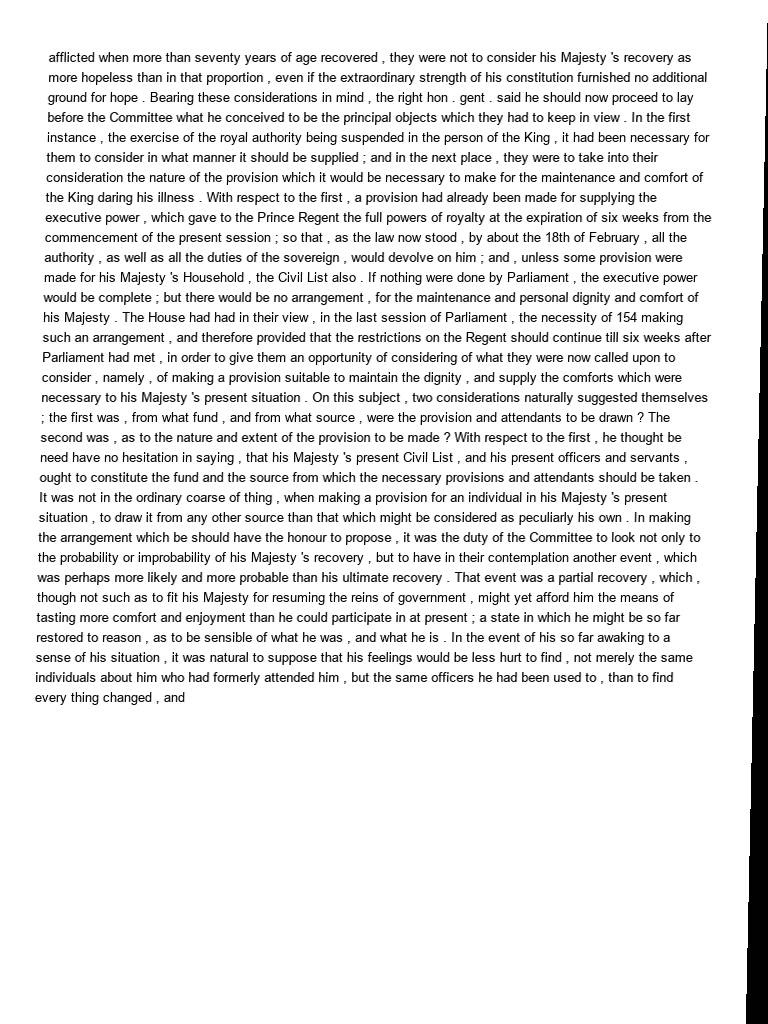 afflicted when more than seventy years of age recovered , they were not to consider his Majesty 's recovery as
more hopeless than in that proportion , even if the extraordinary strength of his constitution furnished no additional
ground for hope . Bearing these considerations in mind , the right hon . gent . said he should now proceed to lay
before the Committee what he conceived to be the principal objects which they had to keep in view . In the first
instance , the exercise of the royal authority being suspended in the person of the King , it had been necessary for
them to consider in what manner it should be supplied ; and in the next place , they were to take into their
consideration the nature of the provision which it would be necessary to make for the maintenance and comfort of
the King daring his illness . With respect to the first , a provision had already been made for supplying the
executive power , which gave to the Prince Regent the full powers of royalty at the expiration of six weeks from the
commencement of the present session ; so that , as the law now stood , by about the 18th of February , all the
authority , as well as all the duties of the sovereign , would devolve on him ; and , unless some provision were
made for his Majesty 's Household , the Civil List also . If nothing were done by Parliament , the executive power
would be complete ; but there would be no arrangement , for the maintenance and personal dignity and comfort of
his Majesty . The House had had in their view , in the last session of Parliament , the necessity of 154 making
such an arrangement , and therefore provided that the restrictions on the Regent should continue till six weeks after
Parliament had met , in order to give them an opportunity of considering of what they were now called upon to
consider , namely , of making a provision suitable to maintain the dignity , and supply the comforts which were
necessary to his Majesty 's present situation . On this subject , two considerations naturally suggested themselves
; the first was , from what fund , and from what source , were the provision and attendants to be drawn ? The
second was , as to the nature and extent of the provision to be made ? With respect to the first , he thought be
need have no hesitation in saying , that his Majesty 's present Civil List , and his present officers and servants ,
ought to constitute the fund and the source from which the necessary provisions and attendants should be taken .
It was not in the ordinary coarse of thing , when making a provision for an individual in his Majesty 's present
situation , to draw it from any other source than that which might be considered as peculiarly his own . In making
the arrangement which be should have the honour to propose , it was the duty of the Committee to look not only to
the probability or improbability of his Majesty 's recovery , but to have in their contemplation another event , which
was perhaps more likely and more probable than his ultimate recovery . That event was a partial recovery , which ,
though not such as to fit his Majesty for resuming the reins of government , might yet afford him the means of
tasting more comfort and enjoyment than he could participate in at present ; a state in which he might be so far
restored to reason , as to be sensible of what he was , and what he is . In the event of his so far awaking to a
sense of his situation , it was natural to suppose that his feelings would be less hurt to find , not merely the same
individuals about him who had formerly attended him , but the same officers he had been used to , than to find
every thing changed , and